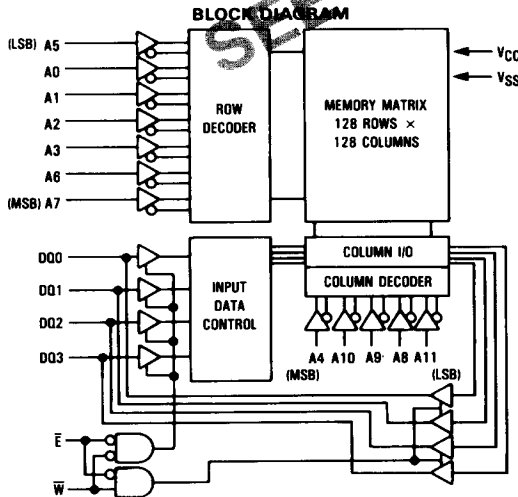 BLOCK DIAGRAM
SEE
(LSB) A5
A0
A1
A2
A3
A6
(MSB) A7
ROW
DECODER
MEMORY MATRIX
128 ROWS ×
128 COLUMNS
VCC
VSS
DQ0
DQ1
DQ2
DQ3
INPUT
DATA
CONTROL
COLUMN I/O
COLUMN DECODER
A4 A10 A9 A8 A11
(MSB) (LSB)
E̅
W̅